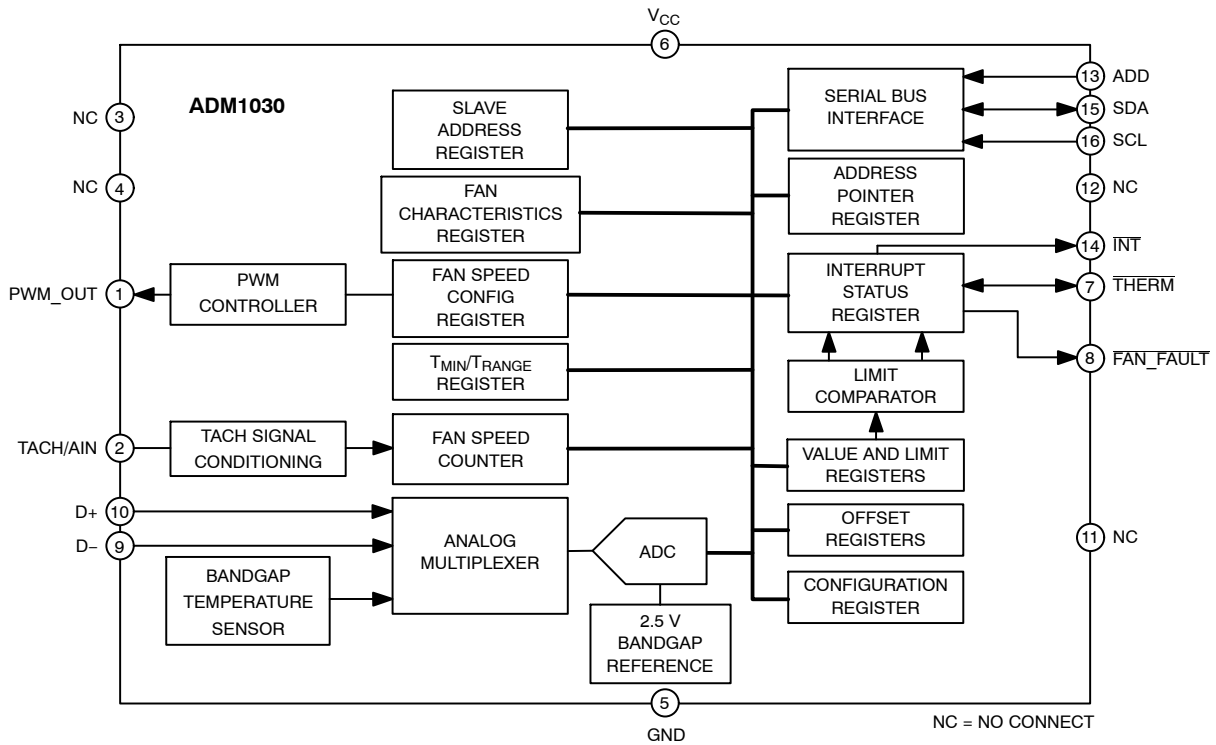 VCC
6
ADM1030
NC 3
NC 4
PWM_OUT 1
TACH/AIN 2
D+ 10
D− 9
PWM
CONTROLLER
TACH SIGNAL
CONDITIONING
BANDGAP
TEMPERATURE
SENSOR
SLAVE
ADDRESS
REGISTER
FAN
CHARACTERISTICS
REGISTER
FAN SPEED
CONFIG
REGISTER
TMIN/TRANGE
REGISTER
FAN SPEED
COUNTER
ANALOG
MULTIPLEXER
ADC
2.5 V
BANDGAP
REFERENCE
SERIAL BUS
INTERFACE
ADDRESS
POINTER
REGISTER
INTERRUPT
STATUS
REGISTER
LIMIT
COMPARATOR
VALUE AND LIMIT
REGISTERS
OFFSET
REGISTERS
CONFIGURATION
REGISTER
13 ADD
15 SDA
16 SCL
12 NC
14 INT
7 THERM
8 FAN_FAULT
11 NC
5
GND
NC = NO CONNECT